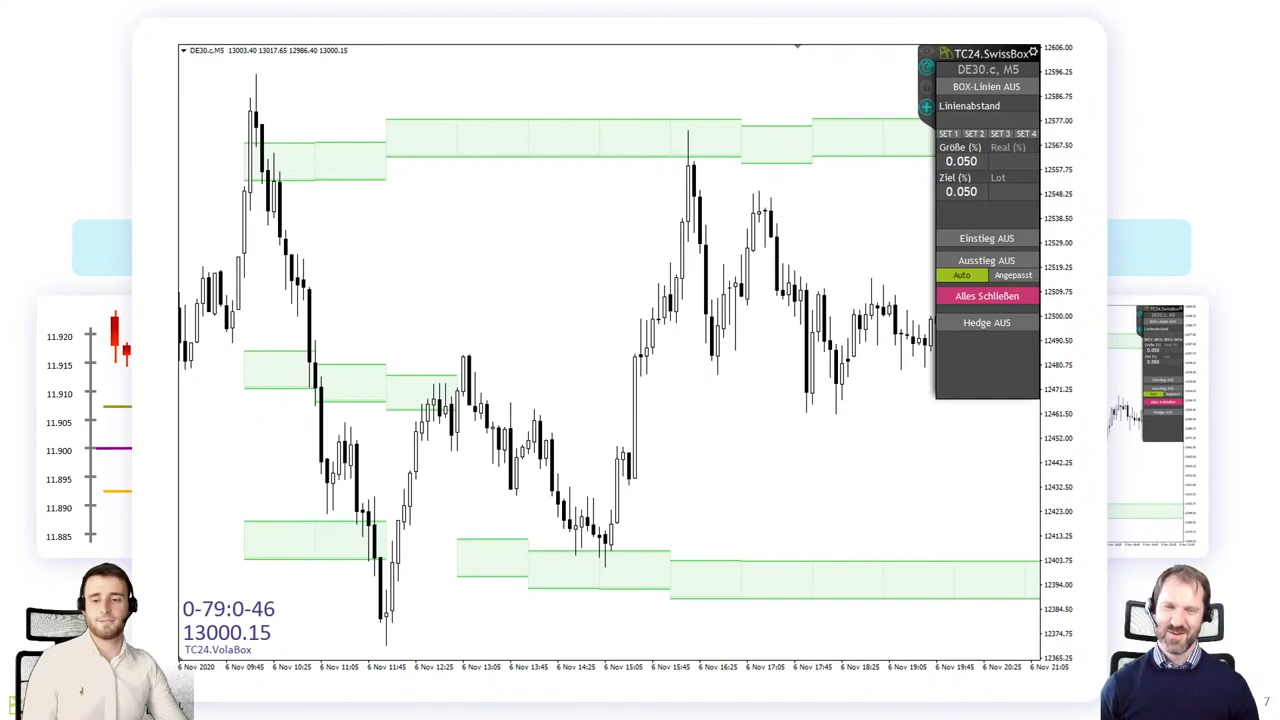 DE30.c,M5 13003.40 13017.65 12986.40 13000.15
TC24.SwissBox
DE30.c, M5
BOX-Linien AUS
Linienabstand
SET 1 SET 2 SET 3 SET 4
Größe (%) Real (%)
0.050
Ziel (%) Lot
0.050
Einstieg AUS
Ausstieg AUS
Auto Angepasst
Alles Schließen
Hedge AUS
12606.00
12596.25
12586.75
12577.00
12567.50
12557.75
12548.25
12538.50
12529.00
12519.25
12509.75
12500.00
12490.50
12480.75
12471.25
12461.50
12452.00
12442.25
12432.75
12423.00
12413.25
12403.75
12394.00
12384.50
12374.75
12365.25
11.920
11.915
11.910
11.905
11.900
11.895
11.890
11.885
0-79:0-46
13000.15
TC24.VolaBox
6 Nov 2020 6 Nov 09:45 6 Nov 10:25 6 Nov 11:05 6 Nov 11:45 6 Nov 12:25 6 Nov 13:05 6 Nov 13:45 6 Nov 14:25 6 Nov 15:05 6 Nov 15:45 6 Nov 16:25 6 Nov 17:05 6 Nov 17:45 6 Nov 18:25 6 Nov 19:05 6 Nov 19:45 6 Nov 20:25 6 Nov 21:05
7